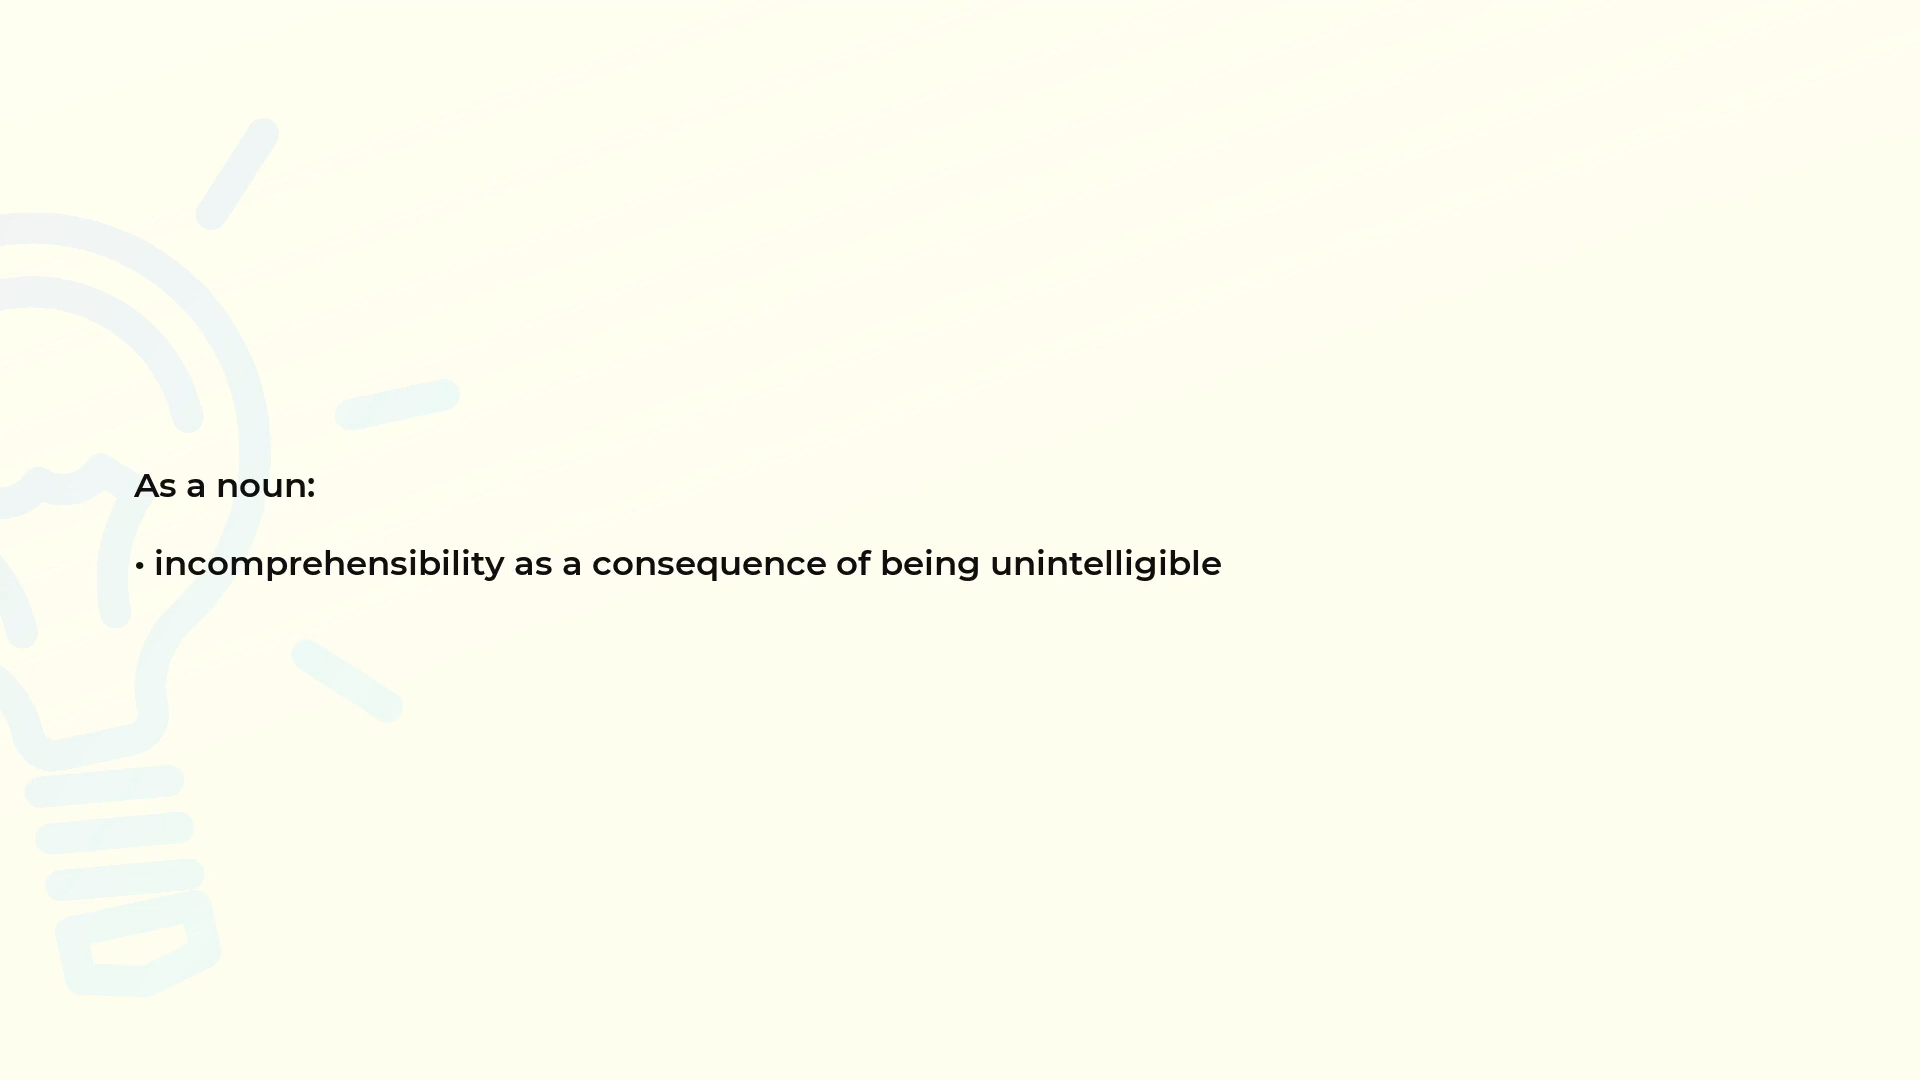 As a noun:
• incomprehensibility as a consequence of being unintelligible